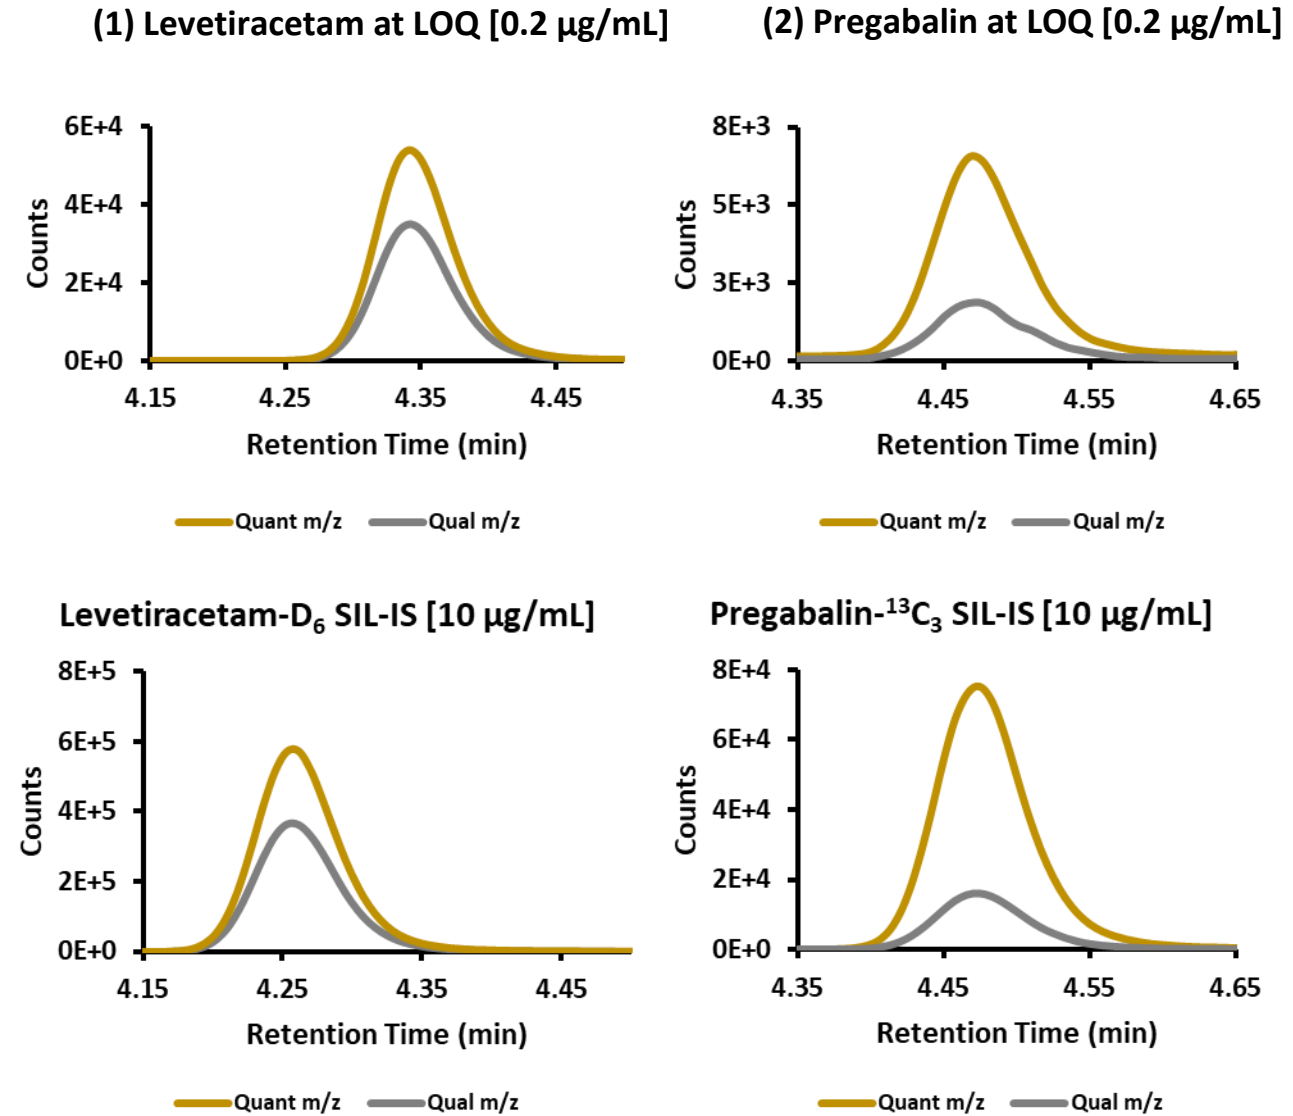 (1) Levetiracetam at LOQ [0.2 µg/mL]
6E+4
4E+4
2E+4
0E+0
Counts
4.15 4.25 4.35 4.45
Retention Time (min)
Quant m/z Qual m/z
(2) Pregabalin at LOQ [0.2 µg/mL]
8E+3
5E+3
3E+3
0E+0
Counts
4.35 4.45 4.55 4.65
Retention Time (min)
Quant m/z Qual m/z
Levetiracetam-D₆ SIL-IS [10 µg/mL]
8E+5
6E+5
4E+5
2E+5
0E+0
Counts
4.15 4.25 4.35 4.45
Retention Time (min)
Quant m/z Qual m/z
Pregabalin-¹³C₃ SIL-IS [10 µg/mL]
8E+4
6E+4
4E+4
2E+4
0E+0
Counts
4.35 4.45 4.55 4.65
Retention Time (min)
Quant m/z Qual m/z